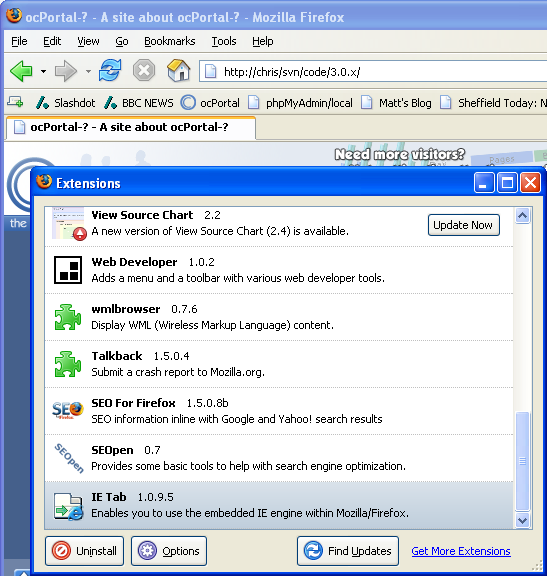 ocPortal-? - A site about ocPortal-? - Mozilla Firefox
File Edit View Go Bookmarks Tools Help
http://chris/svn/code/3.0.x/
Slashdot BBC NEWS ocPortal phpMyAdmin/local Matt's Blog Sheffield Today: N
ocPortal-? - A site about ocPortal-?
Need more visitors?
Pages
the
Extensions
View Source Chart 2.2
A new version of View Source Chart (2.4) is available.
Update Now
Web Developer 1.0.2
Adds a menu and a toolbar with various web developer tools.
wmlbrowser 0.7.6
Display WML (Wireless Markup Language) content.
Talkback 1.5.0.4
Submit a crash report to Mozilla.org.
SEO
SEO For Firefox 1.5.0.8b
SEO information inline with Google and Yahoo! search results
SEOpen
SEOpen 0.7
Provides some basic tools to help with search engine optimization.
IE Tab 1.0.9.5
Enables you to use the embedded IE engine within Mozilla/Firefox.
Uninstall Options Find Updates Get More Extensions